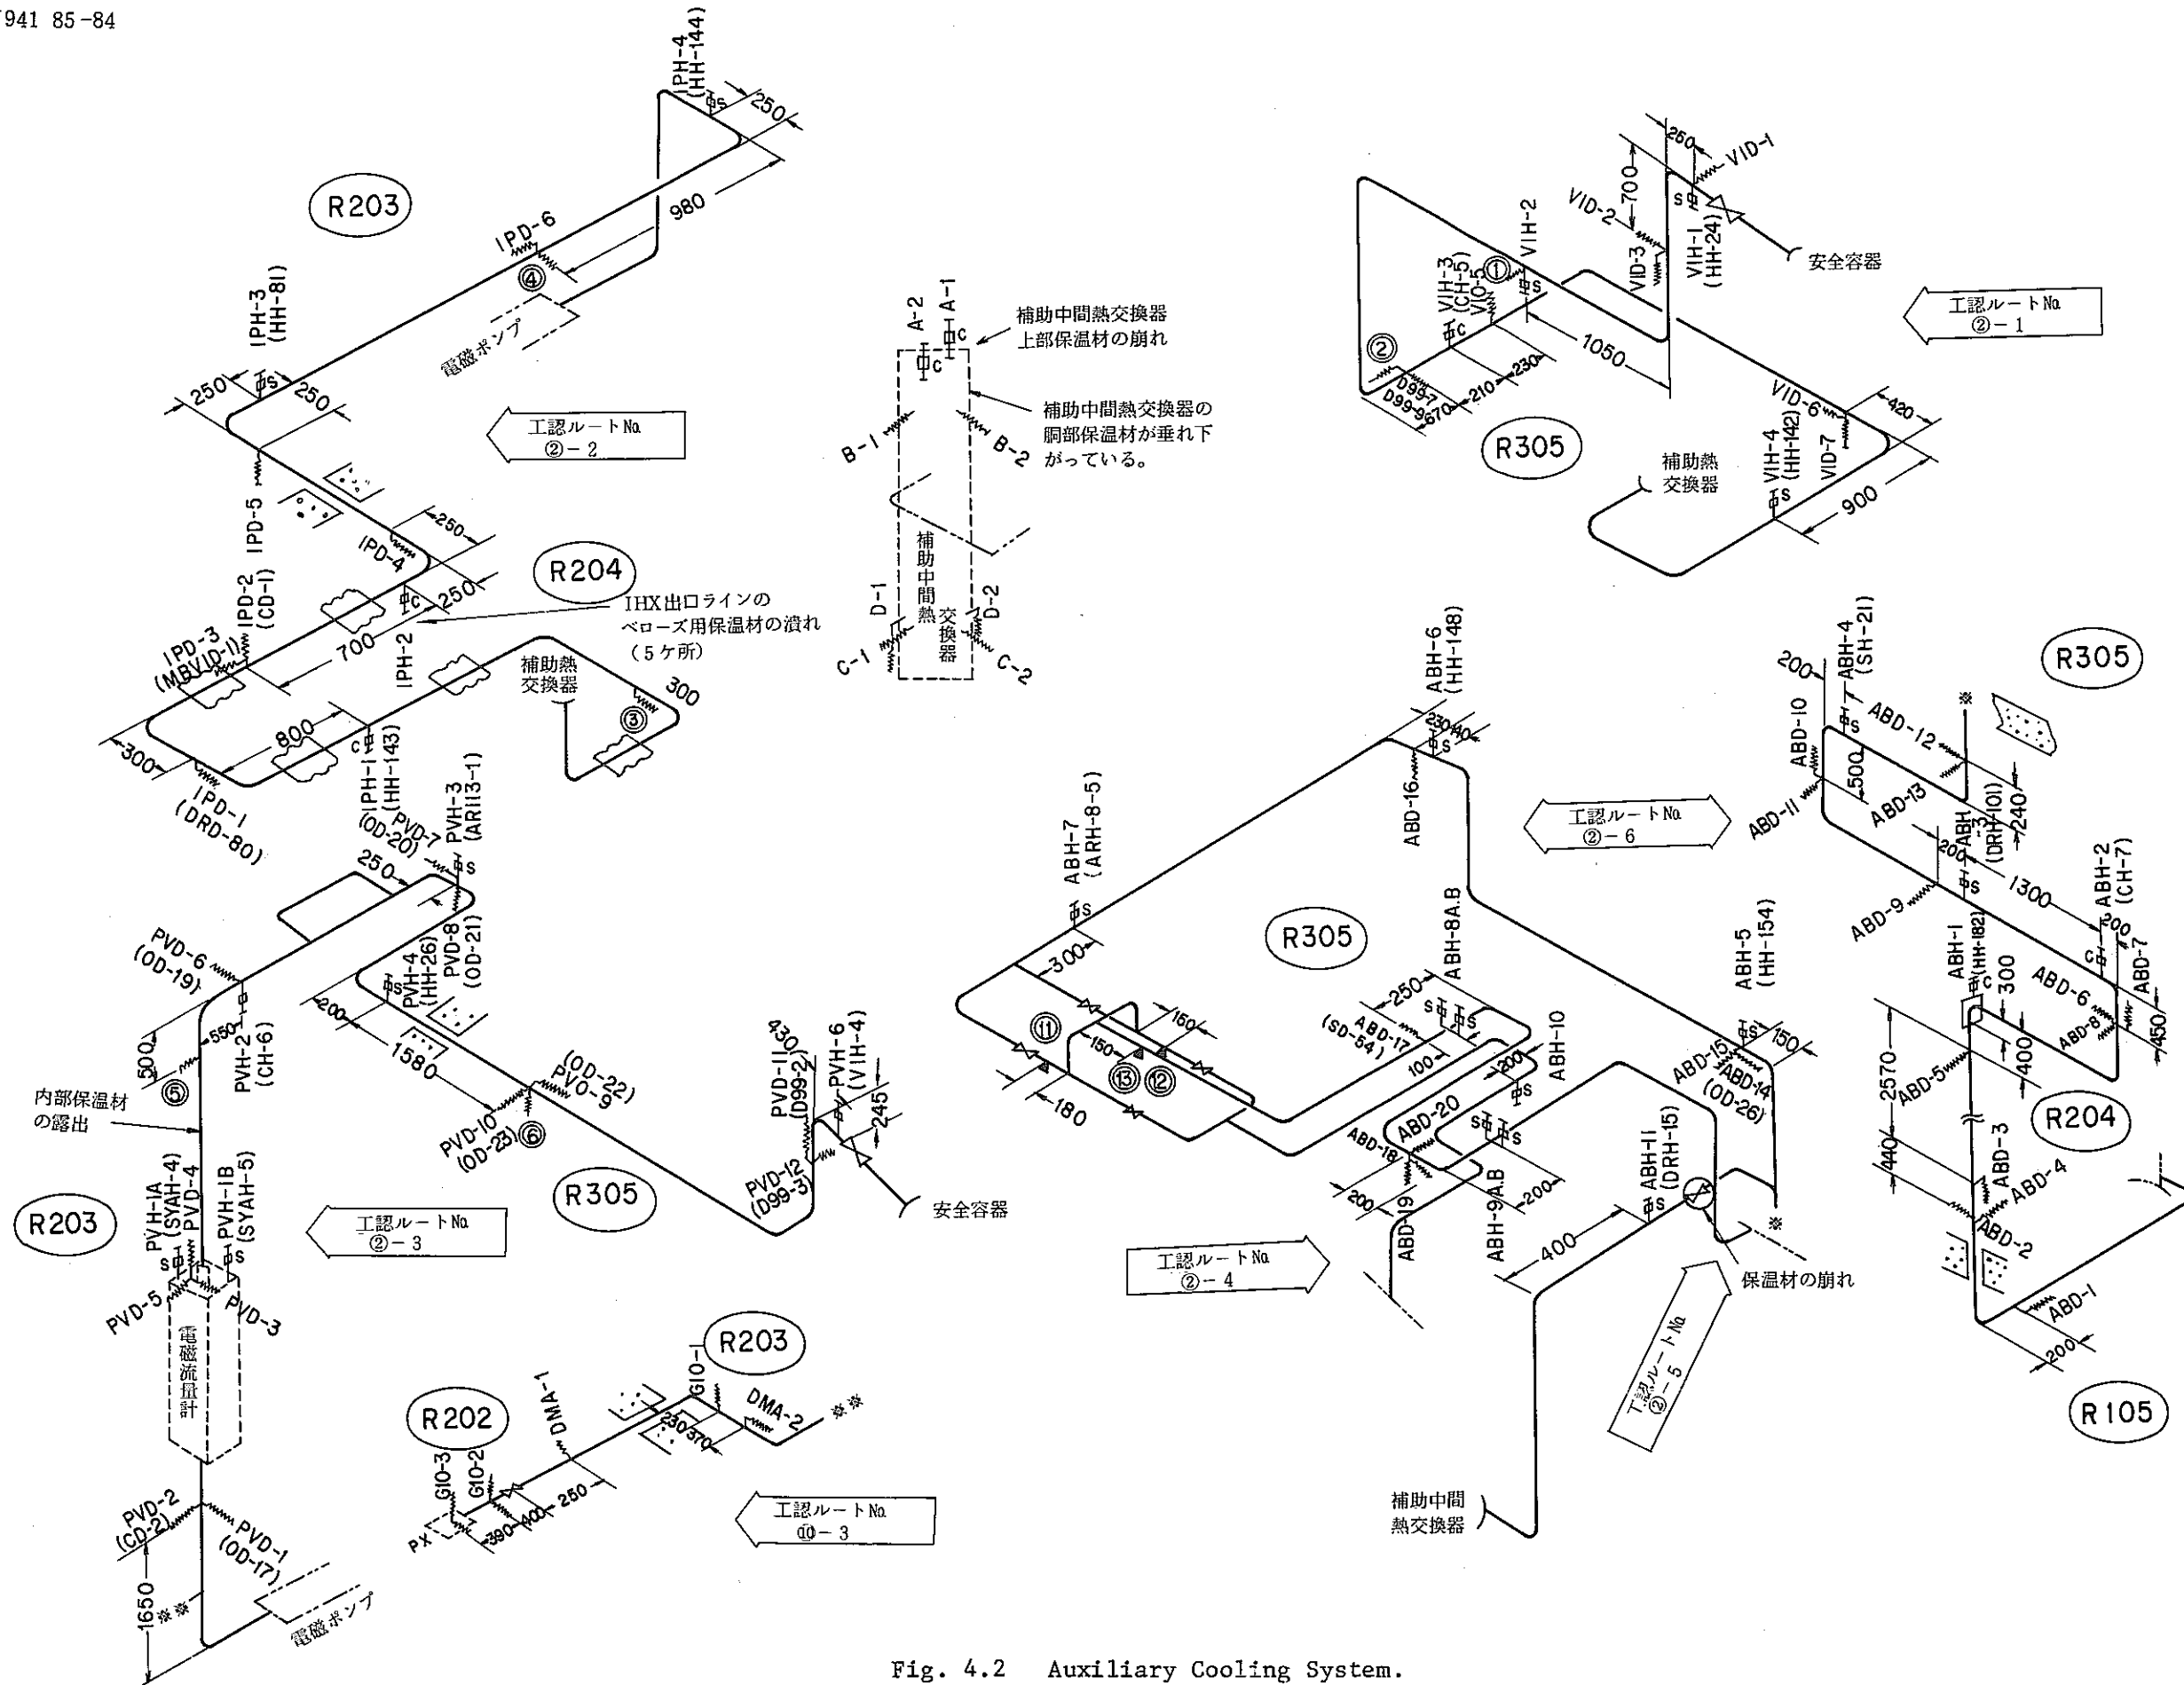 941 85-84
IPH-4
(HH-144)
S
250
980
R203
IPD-6
④
電磁ポンプ
IPH-3
(HH-81)
250
S
250
工認ルートNo.
②-2
IPD-5
IPD-4
250
R204
IPD-2
(CD-1)
C
250
IHX出口ラインの
ベローズ用保温材の潰れ
(5ケ所)
IPD-3
(MBVID-1)
700
IPH-2
補助熱
交換器
300
③
800
C
300
IPD-1
(DRD-80)
IPH-1
(HH-143)
A-2
A-1
C
C
補助中間熱交換器
上部保温材の崩れ
補助中間熱交換器の
胴部保温材が垂れ下
がっている。
B-1
B-2
補助中間熱
交換器
D-1
D-2
C-1
C-2
250
VID-1
700
VID-2
S
VID-3
VIH-1
(HH-24)
安全容器
VIH-2
①
S
VIH-3
(CH-5)
VIO-5
C
②
1050
230
210
670
D99-7
D99-9
R305
工認ルートNo.
②-1
VID-6
420
VIH-4
(HH-142)
VID-7
S
900
補助熱
交換器
PVD-7
(OD-20)
PVH-3
(ARH3-1)
S
250
PVD-8
(OD-21)
PVD-6
(OD-19)
PVH-4
(HH-26)
S
200
550
500
PVH-2
(CH-6)
⑤
1580
内部保温材
の露出
(OD-22)
PVO-9
PVD-10
(OD-23)
⑥
430
PVD-11
(D99-2)
PVH-6
(VIH-4)
245
PVD-12
(D99-3)
安全容器
R305
R203
PVH-1A
(SYAH-4)
PVD-4
PVH-1B
(SYAH-5)
S
S
PVD-5
PVD-3
電磁流量計
工認ルートNo.
②-3
PVD-2
(CD-2)
PVD-1
(OD-17)
1650
※※
電磁ポンプ
R202
R203
G10-3
G10-2
DMA-1
G10-1
DMA-2
※※
230
370
250
400
390
PX
工認ルートNo.
⑩-3
ABH-6
(HH-148)
230
140
S
ABD-16
ABH-7
(ARH-8-5)
S
300
R305
工認ルートNo.
②-6
⑪
150
150
⑬
⑫
180
250
ABH-8A.B
S
S
ABD-17
(SD-54)
100
200
ABH-10
S
ABD-20
ABD-18
S
S
200
ABD-19
ABH-9A.B
200
ABH-5
(HH-154)
S
150
ABD-15
ABD-14
(OD-26)
ABH-11
(DRH-15)
S
400
※
保温材の崩れ
工認ルートNo.
②-4
工認ルートNo.
②-5
補助中間
熱交換器
ABH-4
(SH-21)
200
S
ABD-10
ABD-12
※
R305
500
ABD-11
ABD-13
240
ABH-3
(DRH-101)
200
S
1300
ABH-2
(CH-7)
ABD-9
200
C
ABD-7
ABH-1
(HH-182)
C
300
ABD-6
ABD-8
450
400
2570
ABD-5
R204
440
ABD-3
ABD-4
ABD-2
ABD-1
200
R105
Fig. 4.2 Auxiliary Cooling System.